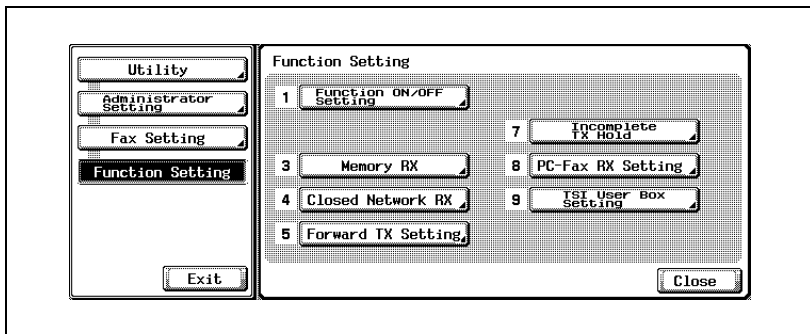 Utility
Administrator
Setting
Fax Setting
Function Setting
Exit
Function Setting
1 Function ON/OFF
Setting
3 Memory RX
4 Closed Network RX
5 Forward TX Setting
7 Incomplete
TX Hold
8 PC-Fax RX Setting
9 TSI User Box
Setting
Close